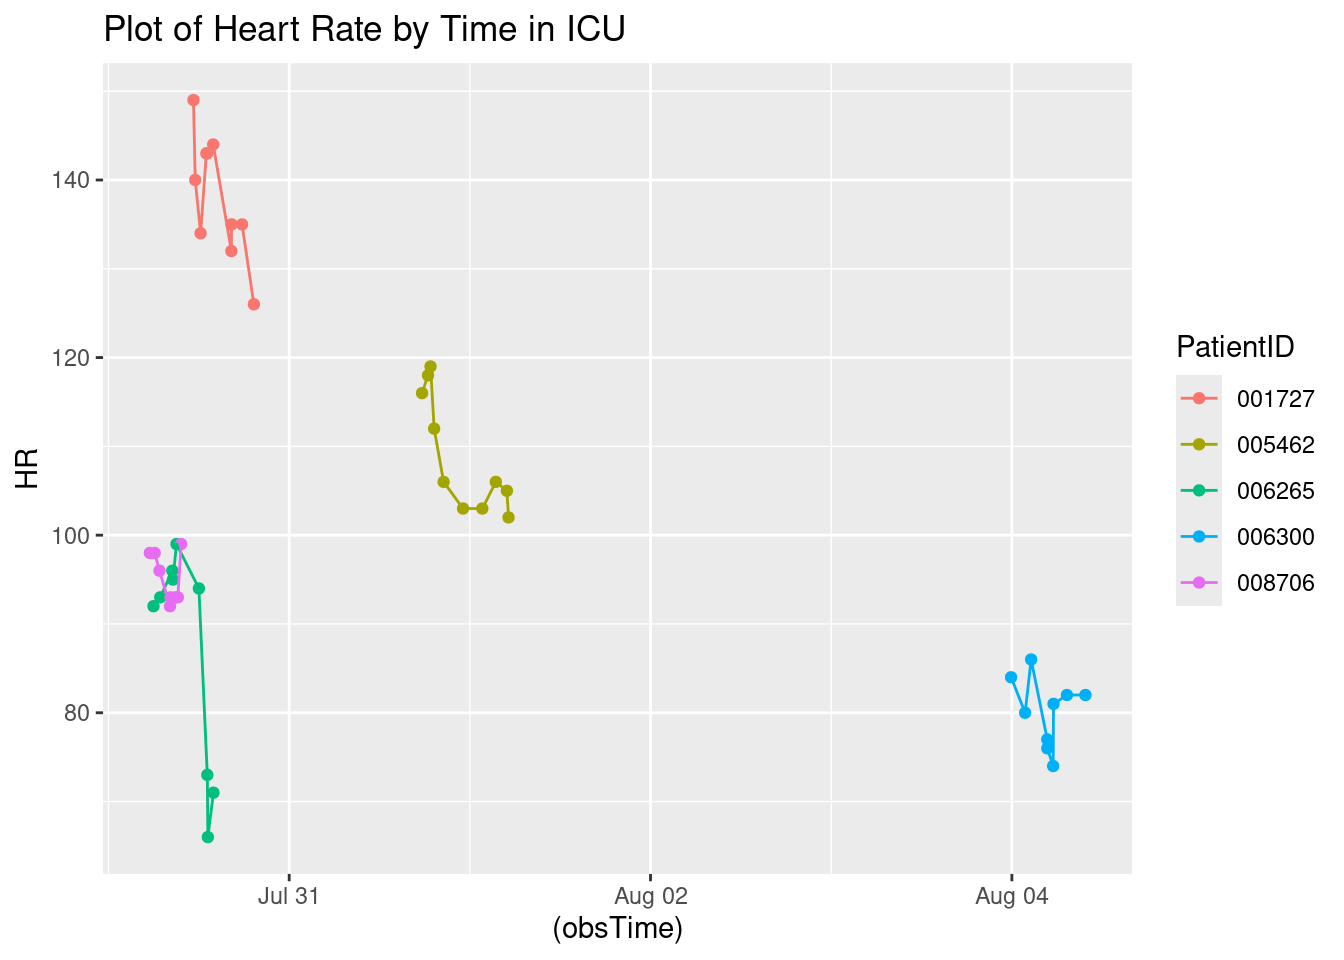 Plot of Heart Rate by Time in ICU
140
120
100
80
HR
Jul 31
Aug 02
Aug 04
(obsTime)
PatientID
001727
005462
006265
006300
008706